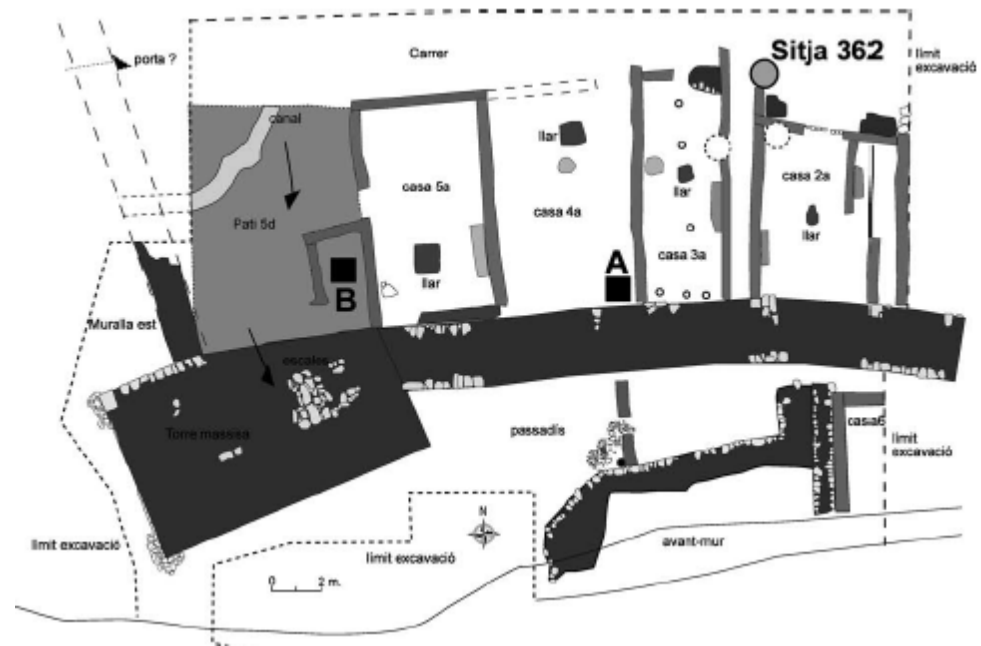 porta ?
Carrer
Sitja 362
límit
excavació
canal
llar
casa 5a
casa 4a
llar
casa 2a
llar
Pati 5d
casa 3a
A
B
llar
Muralla est
escales
Torre massisa
passadís
casa6
límit
excavació
N
límit excavació
límit excavació
avant-mur
0 2 m.